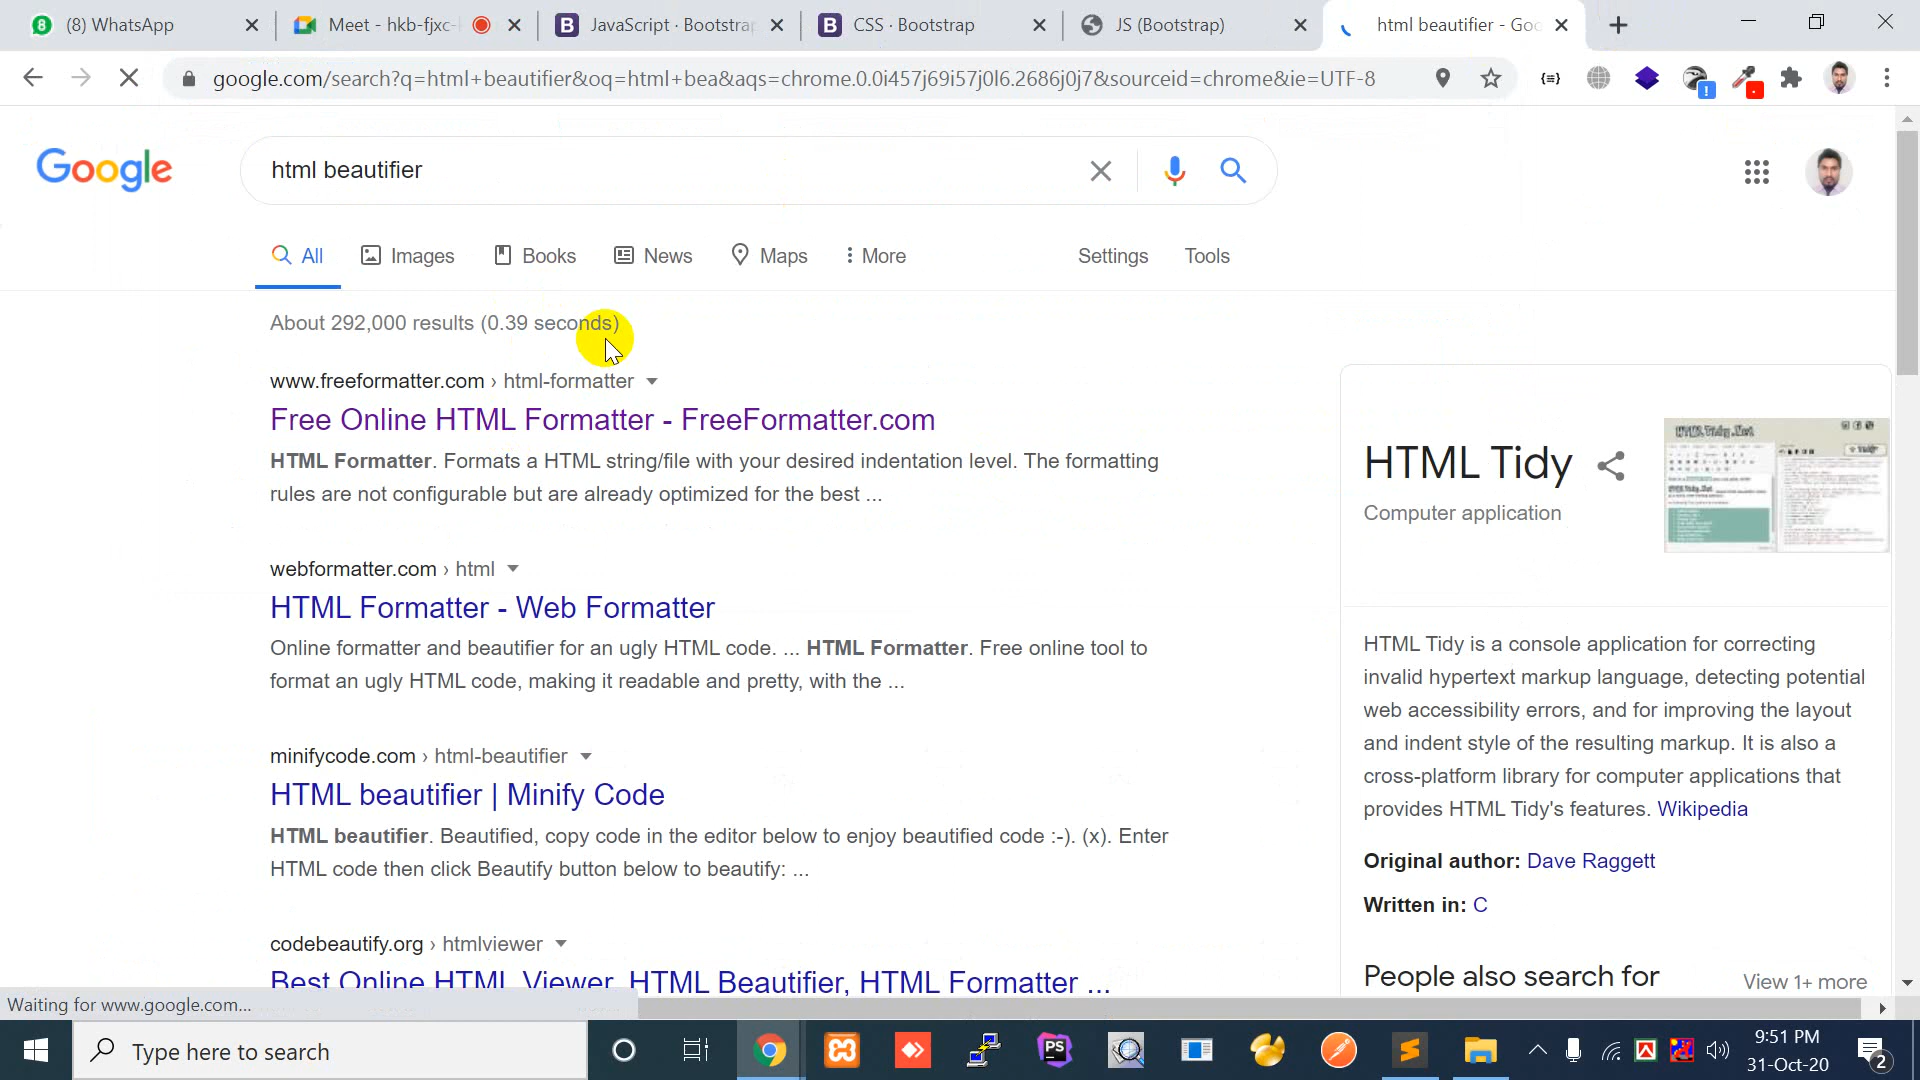 (8) WhatsApp
Meet - hkb-fjxc-
JavaScript · Bootstrap
CSS · Bootstrap
JS (Bootstrap)
html beautifier - Goo
google.com/search?q=html+beautifier&oq=html+bea&aqs=chrome.0.0i457j69i57j0l6.2686j0j7&sourceid=chrome&ie=UTF-8
Google
html beautifier
All
Images
Books
News
Maps
More
Settings
Tools
About 292,000 results (0.39 seconds)
www.freeformatter.com › html-formatter
Free Online HTML Formatter - FreeFormatter.com
HTML Formatter. Formats a HTML string/file with your desired indentation level. The formatting
rules are not configurable but are already optimized for the best ...
webformatter.com › html
HTML Formatter - Web Formatter
Online formatter and beautifier for an ugly HTML code. ... HTML Formatter. Free online tool to
format an ugly HTML code, making it readable and pretty, with the ...
minifycode.com › html-beautifier
HTML beautifier | Minify Code
HTML beautifier. Beautified, copy code in the editor below to enjoy beautified code :-). (x). Enter
HTML code then click Beautify button below to beautify: ...
codebeautify.org › htmlviewer
Best Online HTML Viewer, HTML Beautifier, HTML Formatter ...
HTML Tidy
Computer application
HTML Tidy .Net
HTML Tidy is a console application for correcting
invalid hypertext markup language, detecting potential
web accessibility errors, and for improving the layout
and indent style of the resulting markup. It is also a
cross-platform library for computer applications that
provides HTML Tidy's features. Wikipedia
Original author: Dave Raggett
Written in: C
People also search for
View 1+ more
Waiting for www.google.com...
Type here to search
PS
9:51 PM
31-Oct-20
2